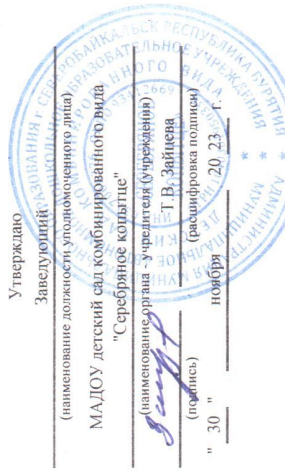 Утверждаю
Заведующий
(наименование должности уполномоченного лица)
МАДОУ детский сад комбинированного вида
"Серебряное копытце"
(наименование органа - учредителя (учреждения)
Т.В. Зайцева
(подпись) (расшифровка подписи)
" 30 " ноября 20 23 г.